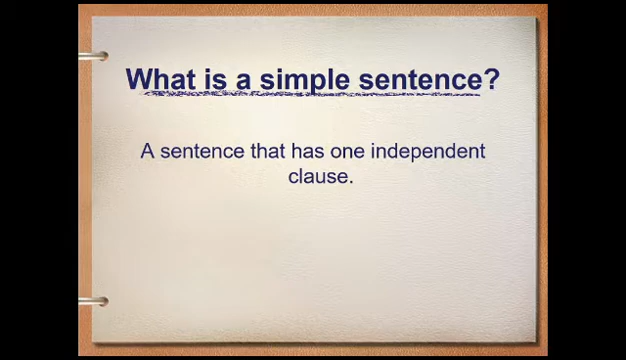 What is a simple sentence?
A sentence that has one independent
clause.